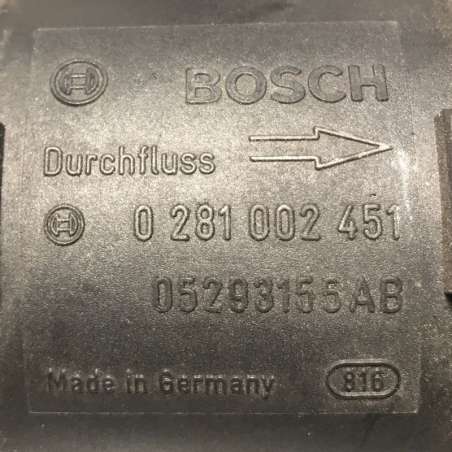 BOSCH
Durchfluss
0 281 002 451
05293155AB
Made in Germany 816